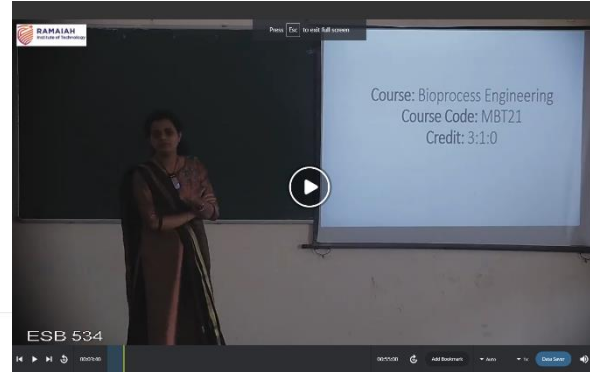 RAMAIAH
Institute of Technology
Press Esc to exit full screen
Course: Bioprocess Engineering
Course Code: MBT21
Credit: 3:1:0
ESB 534
00:55:00
Add Bookmark
Auto
1x
Data Saver